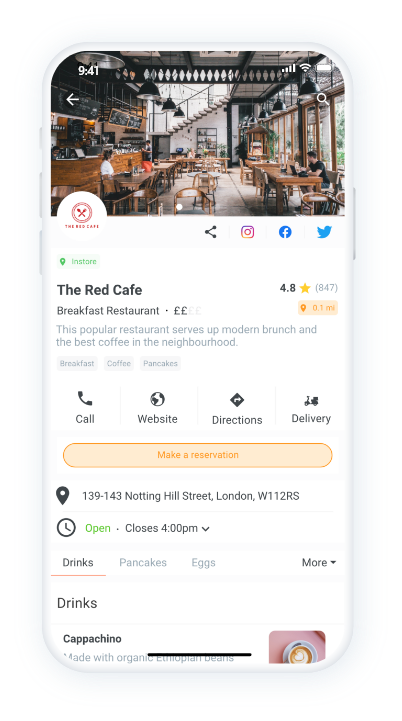 9:41
THE RED CAFE
Instore
The Red Cafe
4.8 (847)
Breakfast Restaurant · ££££
0.1 mi
This popular restaurant serves up modern brunch and
the best coffee in the neighbourhood.
Breakfast Coffee Pancakes
Call Website Directions Delivery
Make a reservation
139-143 Notting Hill Street, London, W112RS
Open · Closes 4:00pm
Drinks Pancakes Eggs More
Drinks
Cappachino
Made with organic Ethiopian beans